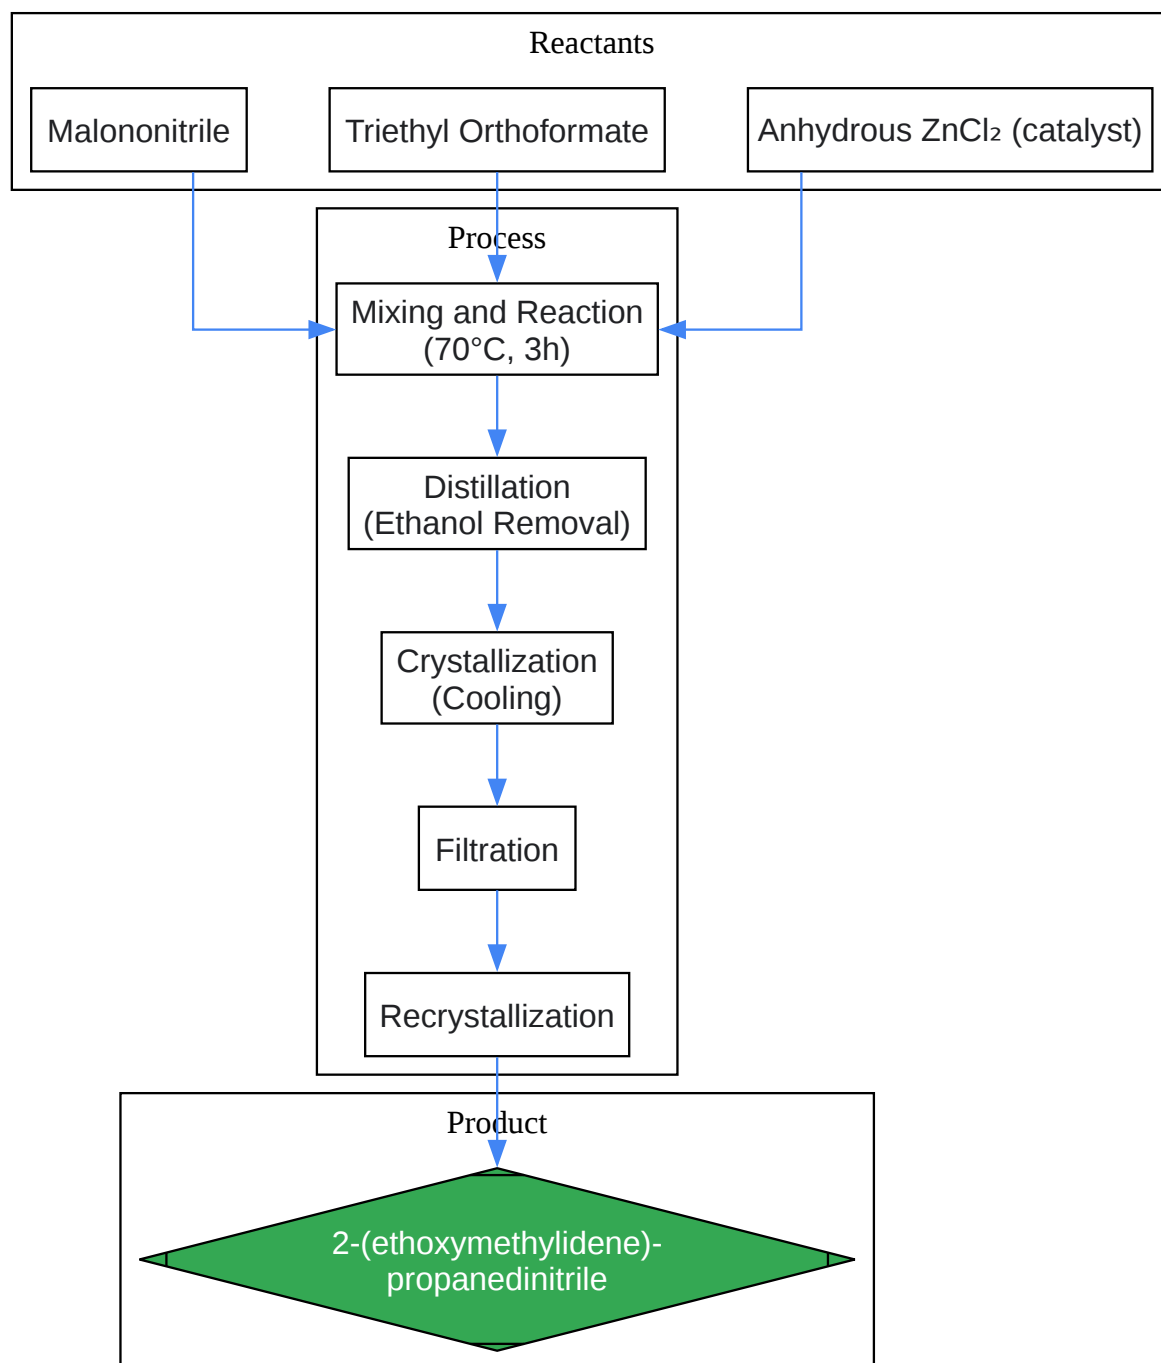 Reactants
Malononitrile
Triethyl Orthoformate
Anhydrous ZnCl₂ (catalyst)
Process
Mixing and Reaction
(70°C, 3h)
Distillation
(Ethanol Removal)
Crystallization
(Cooling)
Filtration
Recrystallization
Product
2-(ethoxymethylidene)-
propanedinitrile